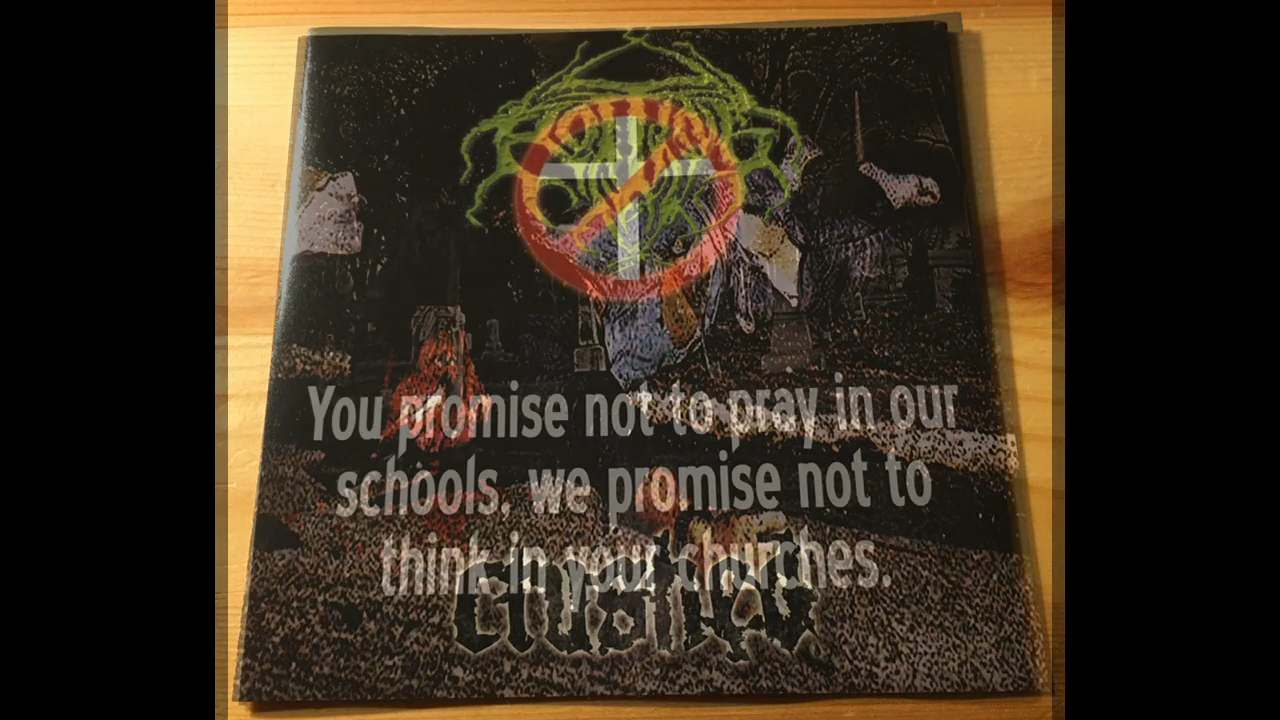 You promise not to pray in our
schools, we promise not to
think in your churches.